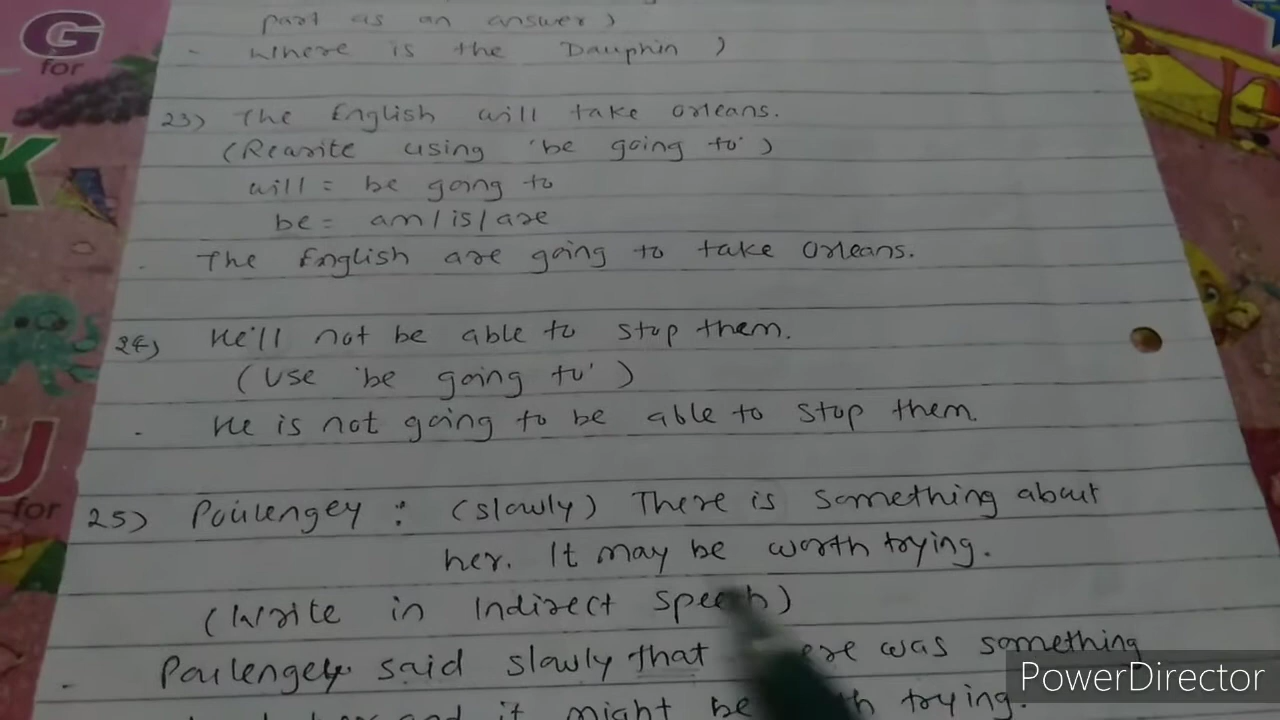 G
for
part as an answer)
- Where is the Dauphin )
K
23) The English will take Orleans.
(Rewrite using 'be going to')
will = be going to
be = am/is/are
. The English are going to take Orleans.
24) He'll not be able to stop them.
(Use 'be going to')
. He is not going to be able to stop them.
U
for
25) Poulengey : (slowly) There is something about
her. It may be worth trying.
(Write in Indirect speech)
. Poulengey said slowly that was something
and it might be trying.
PowerDirector